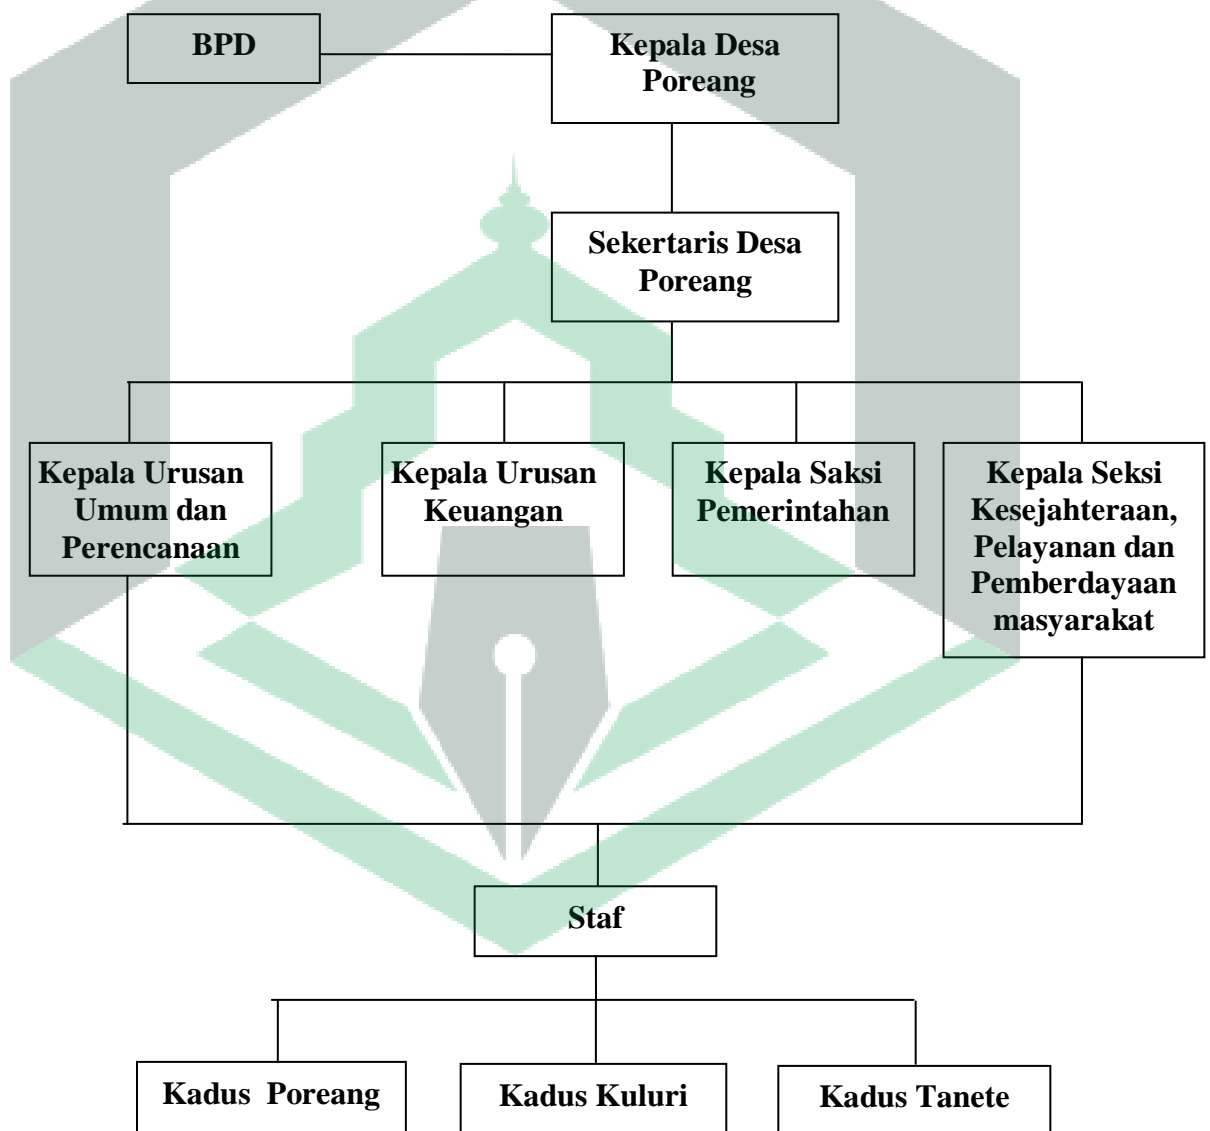 BPD
Kepala Desa
Poreang
Sekertaris Desa
Poreang
Kepala Urusan
Umum dan
Perencanaan
Kepala Urusan
Keuangan
Kepala Saksi
Pemerintahan
Kepala Seksi
Kesejahteraan,
Pelayanan dan
Pemberdayaan
masyarakat
Staf
Kadus Poreang
Kadus Kuluri
Kadus Tanete